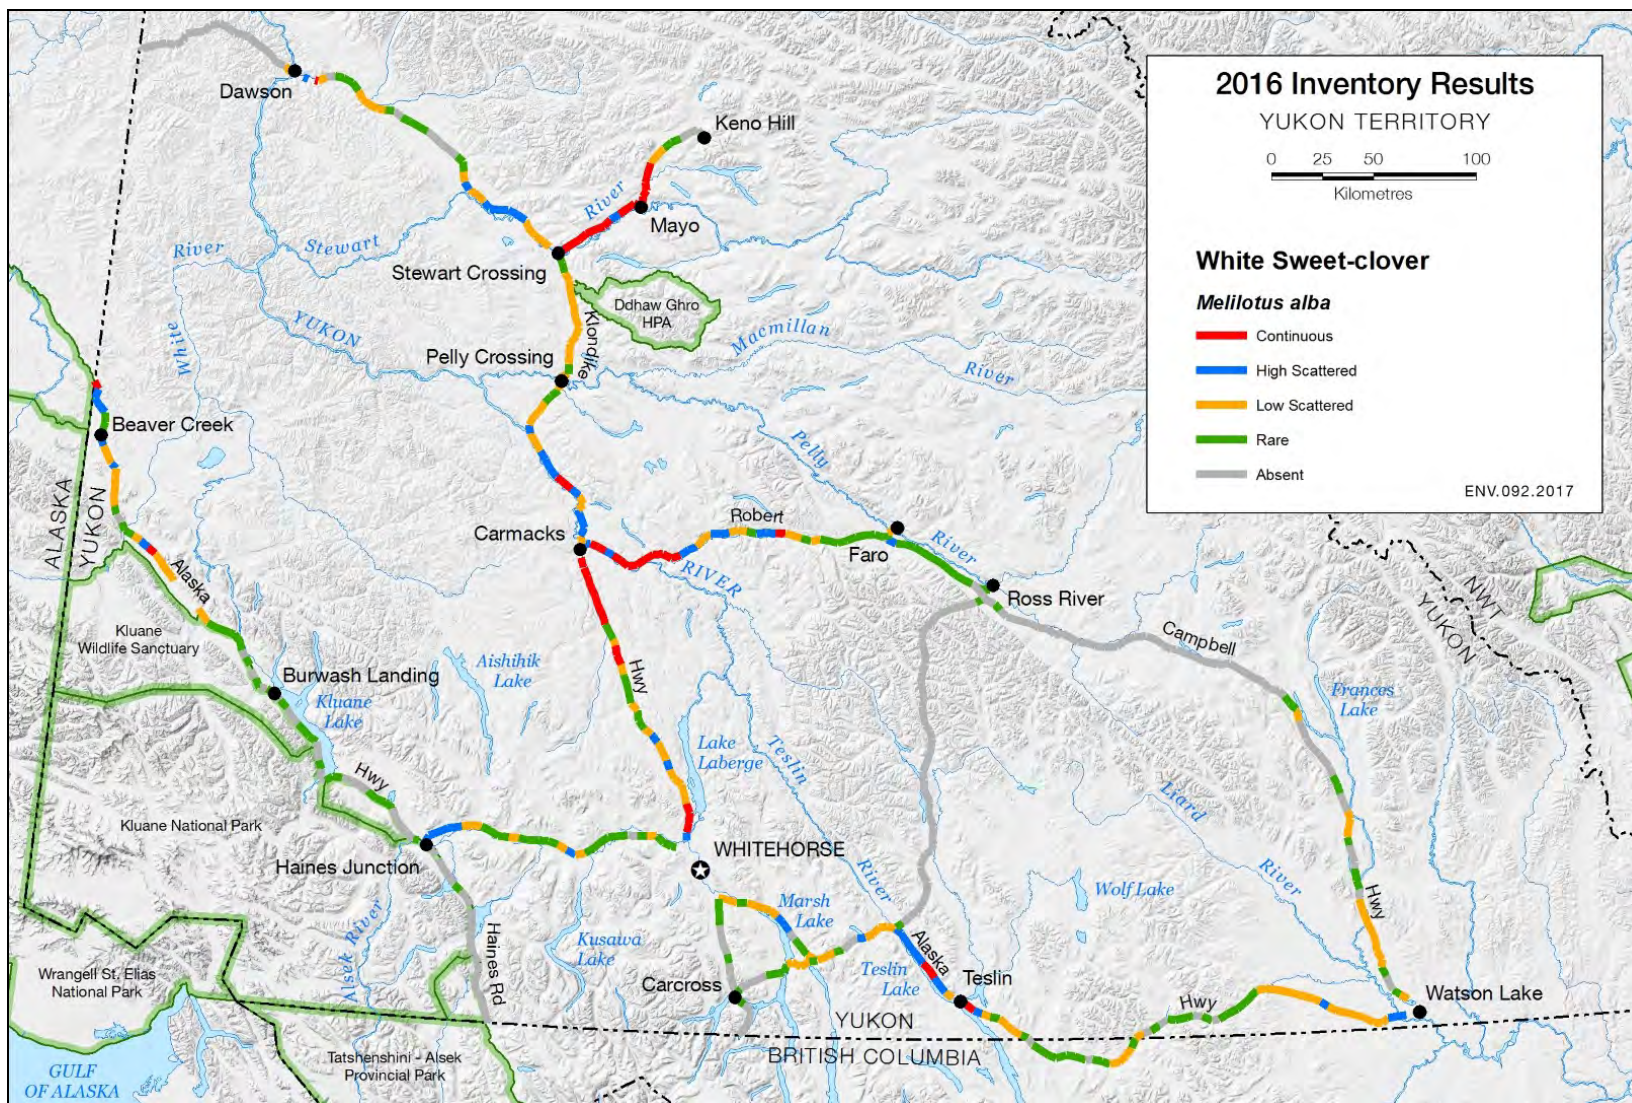 2016 Inventory Results
YUKON TERRITORY
0 25 50 100
Kilometres
White Sweet-clover
Melilotus alba
Continuous
High Scattered
Low Scattered
Rare
Absent
ENV.092.2017
Dawson
Keno Hill
River
Mayo
River
Stewart
Stewart Crossing
Ddhaw Ghro
HPA
White
YUKON
Klondike
Macmillan
River
Pelly Crossing
Beaver Creek
Pelly
ALASKA
YUKON
Robert
Carmacks
Faro
River
RIVER
Alaska
Ross River
NWT
YUKON
Kluane
Wildlife Sanctuary
Campbell
Aishihik
Lake
Hwy
Burwash Landing
Kluane
Lake
Frances
Lake
Lake
Laberge
Teslin
Hwy
Liard
Kluane National Park
Haines Junction
WHITEHORSE
River
River
Wolf Lake
Marsh
Lake
Hwy
Alsek River
Haines Rd
Kusawa
Lake
Alaska
Wrangell St. Elias
National Park
Carcross
Teslin
Lake
Teslin
Hwy
Watson Lake
YUKON
BRITISH COLUMBIA
Tatshenshini - Alsek
Provincial Park
GULF
OF ALASKA